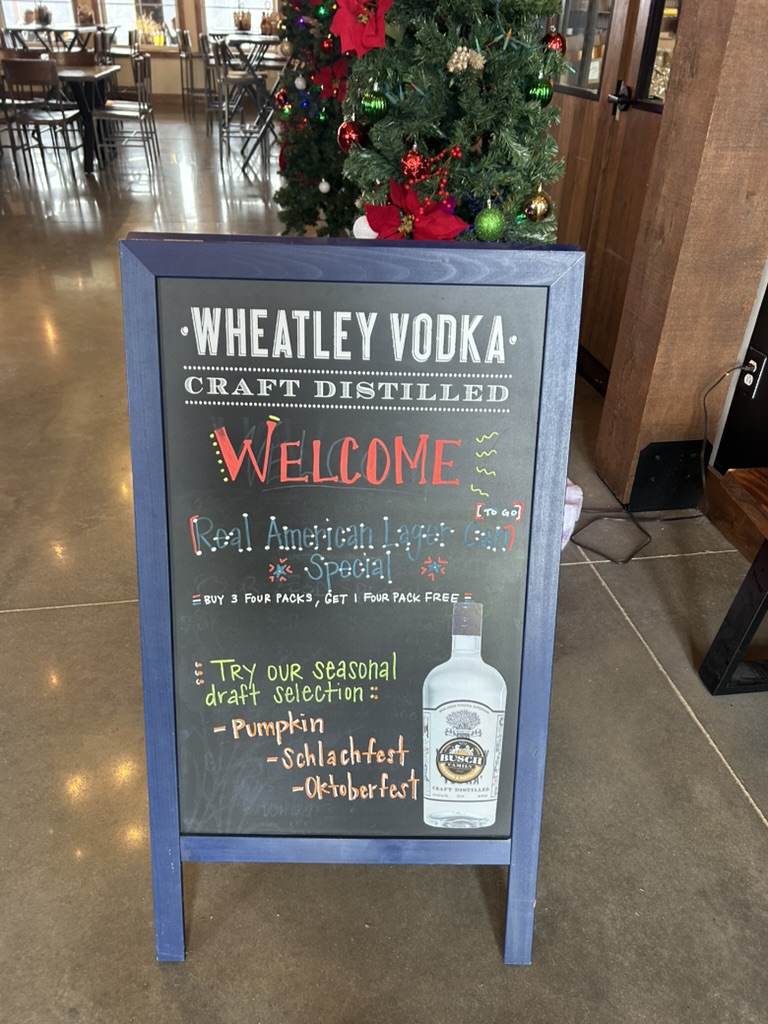 ·WHEATLEY VODKA·
CRAFT DISTILLED
WELCOME
[TO GO]
[Real American Lager Can]
Special
BUY 3 FOUR PACKS, GET 1 FOUR PACK FREE
TRY OUR SEASONAL
draft selection:
-Pumpkin
-Schlachfest
-Oktoberfest
BUSCH
FAMILY
CRAFT DISTILLED